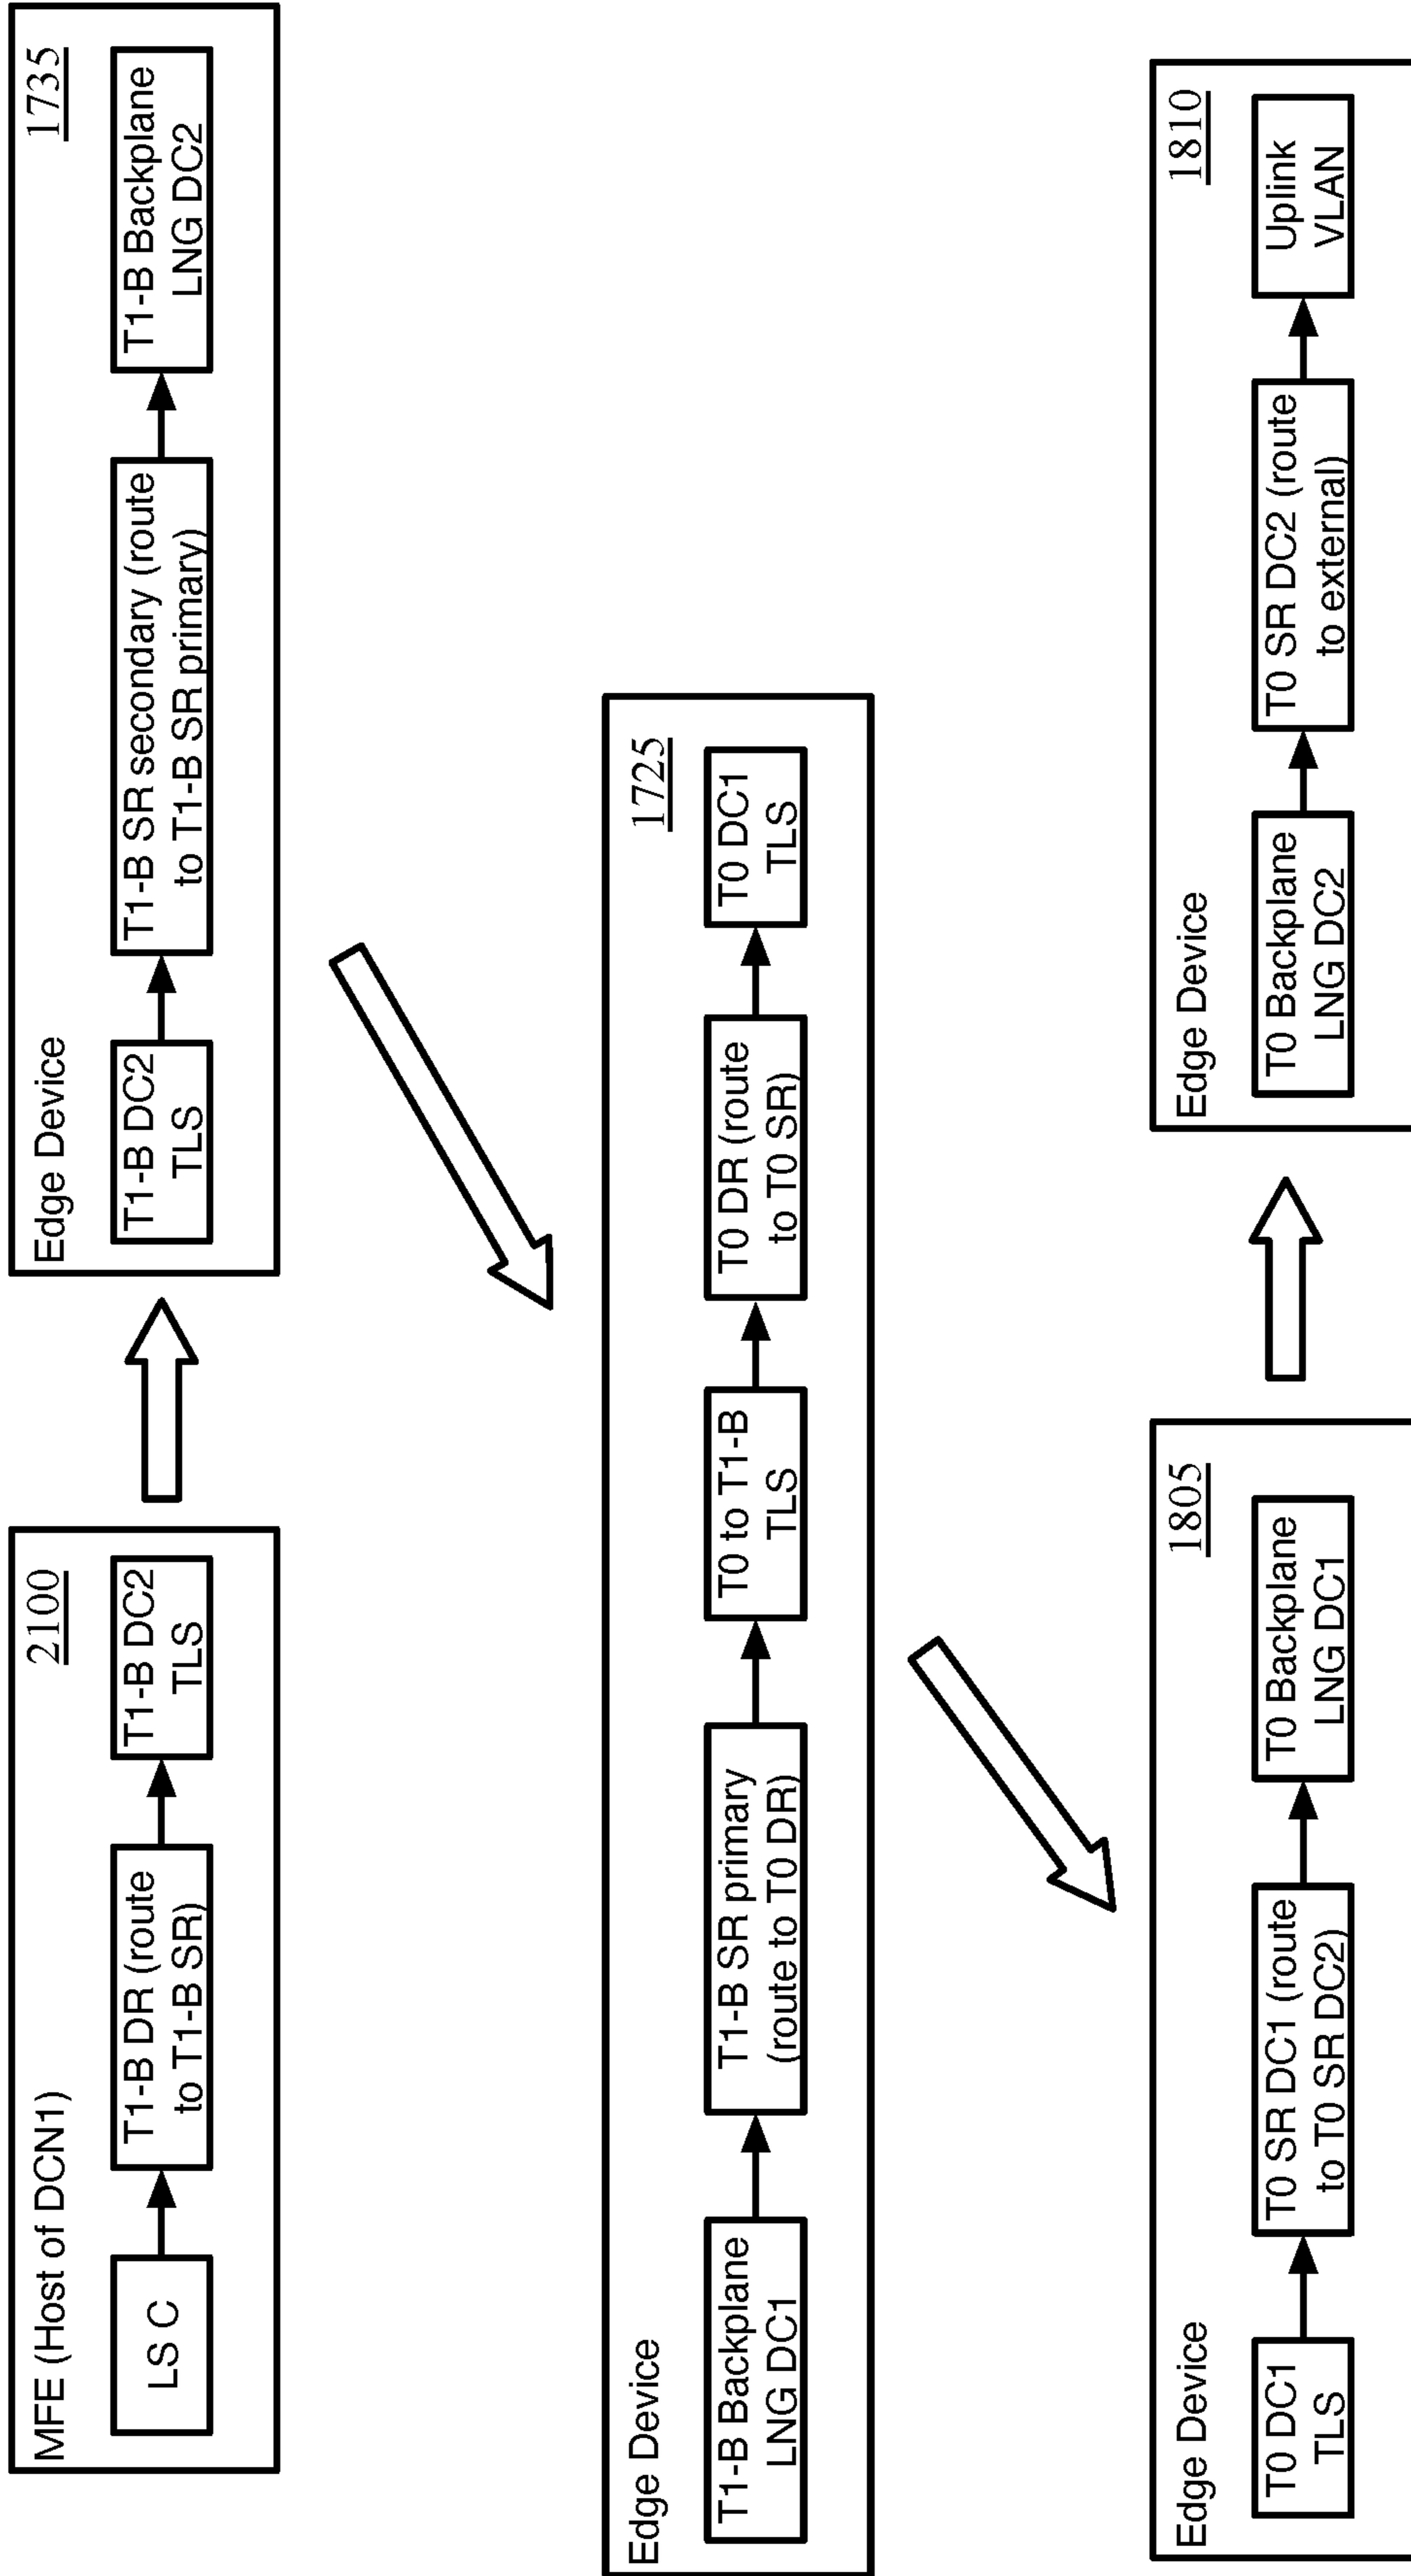 MFE (Host of DCN1)
2100
LS C
T1-B DR (route
to T1-B SR)
T1-B DC2
TLS
Edge Device
1735
T1-B DC2
TLS
T1-B SR secondary (route
to T1-B SR primary)
T1-B Backplane
LNG DC2
Edge Device
1725
T1-B Backplane
LNG DC1
T1-B SR primary
(route to T0 DR)
T0 to T1-B
TLS
T0 DR (route
to T0 SR)
T0 DC1
TLS
Edge Device
1805
T0 DC1
TLS
T0 SR DC1 (route
to T0 SR DC2)
T0 Backplane
LNG DC1
Edge Device
1810
T0 Backplane
LNG DC2
T0 SR DC2 (route
to external)
Uplink
VLAN